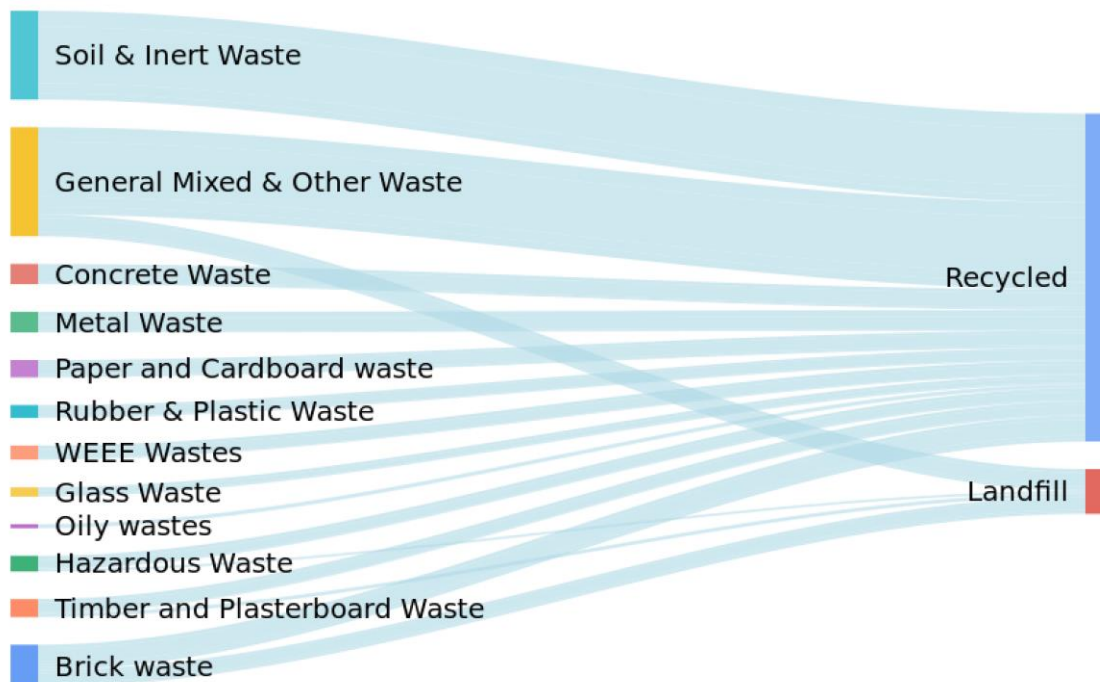 Soil & Inert Waste
General Mixed & Other Waste
Concrete Waste
Metal Waste
Paper and Cardboard waste
Rubber & Plastic Waste
WEEE Wastes
Glass Waste
Oily wastes
Hazardous Waste
Timber and Plasterboard Waste
Brick waste
Recycled
Landfill